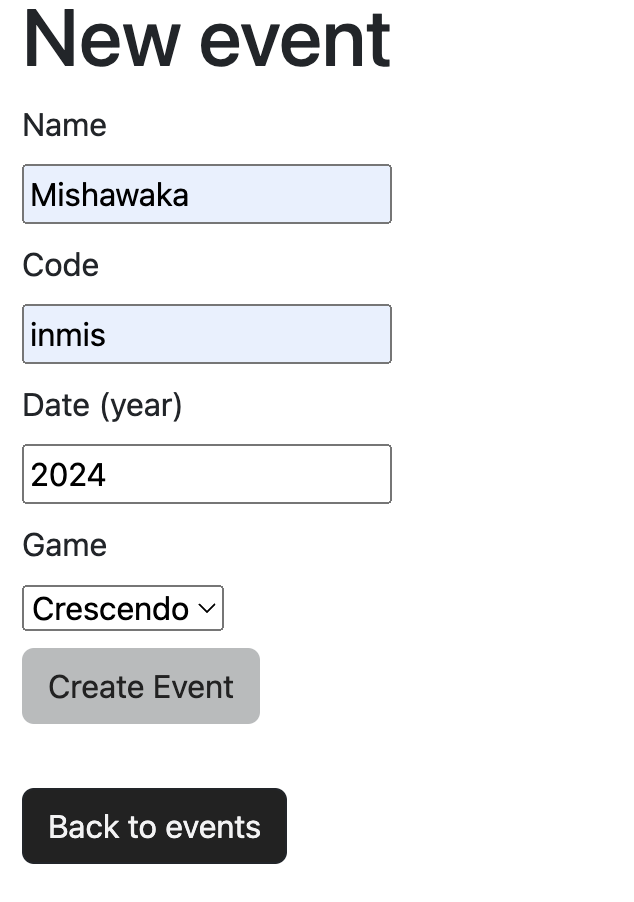 New event
Name
Mishawaka
Code
inmis
Date (year)
2024
Game
Crescendo
Create Event
Back to events